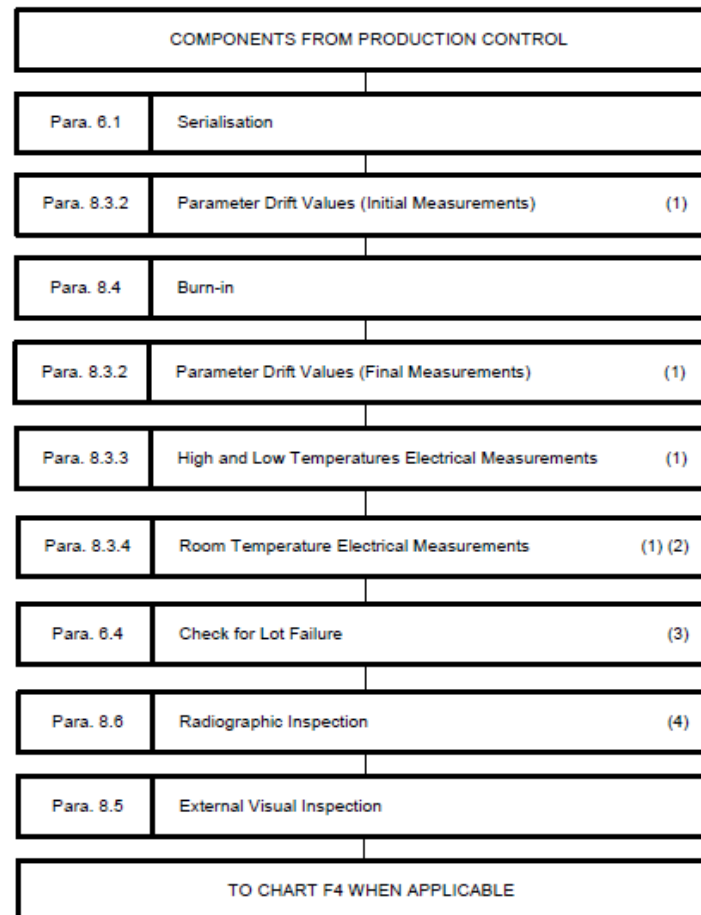 COMPONENTS FROM PRODUCTION CONTROL
Para. 6.1 Serialisation
Para. 8.3.2 Parameter Drift Values (Initial Measurements) (1)
Para. 8.4 Burn-in
Para. 8.3.2 Parameter Drift Values (Final Measurements) (1)
Para. 8.3.3 High and Low Temperatures Electrical Measurements (1)
Para. 8.3.4 Room Temperature Electrical Measurements (1) (2)
Para. 6.4 Check for Lot Failure (3)
Para. 8.6 Radiographic Inspection (4)
Para. 8.5 External Visual Inspection
TO CHART F4 WHEN APPLICABLE